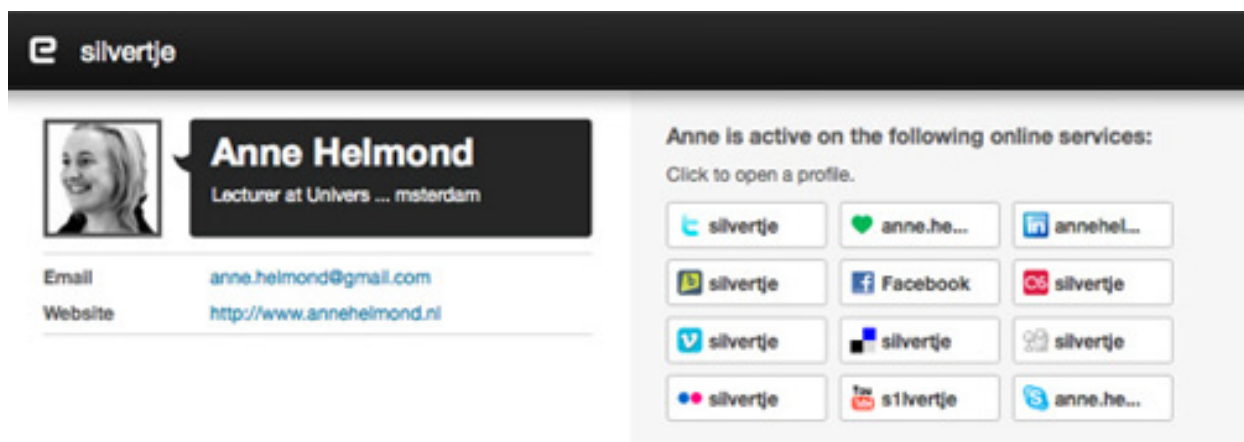 silvertje
Anne Helmond
Lecturer at Univers ... msterdam
Email anne.helmond@gmail.com
Website http://www.annehelmond.nl
Anne is active on the following online services:
Click to open a profile.
silvertje anne.he... annehel...
silvertje Facebook silvertje
silvertje silvertje silvertje
silvertje s1lvertje anne.he...